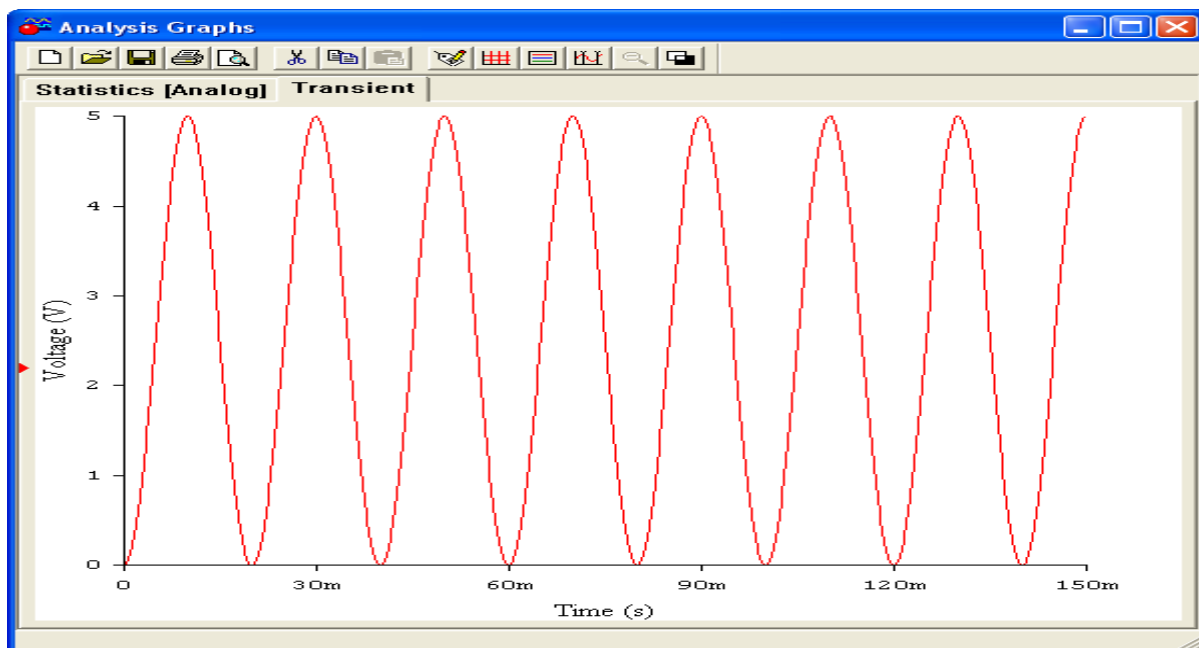 Analysis Graphs
Statistics [Analog] Transient
5
4
3
2
1
0
Voltage (V)
0 30m 60m 90m 120m 150m
Time (s)